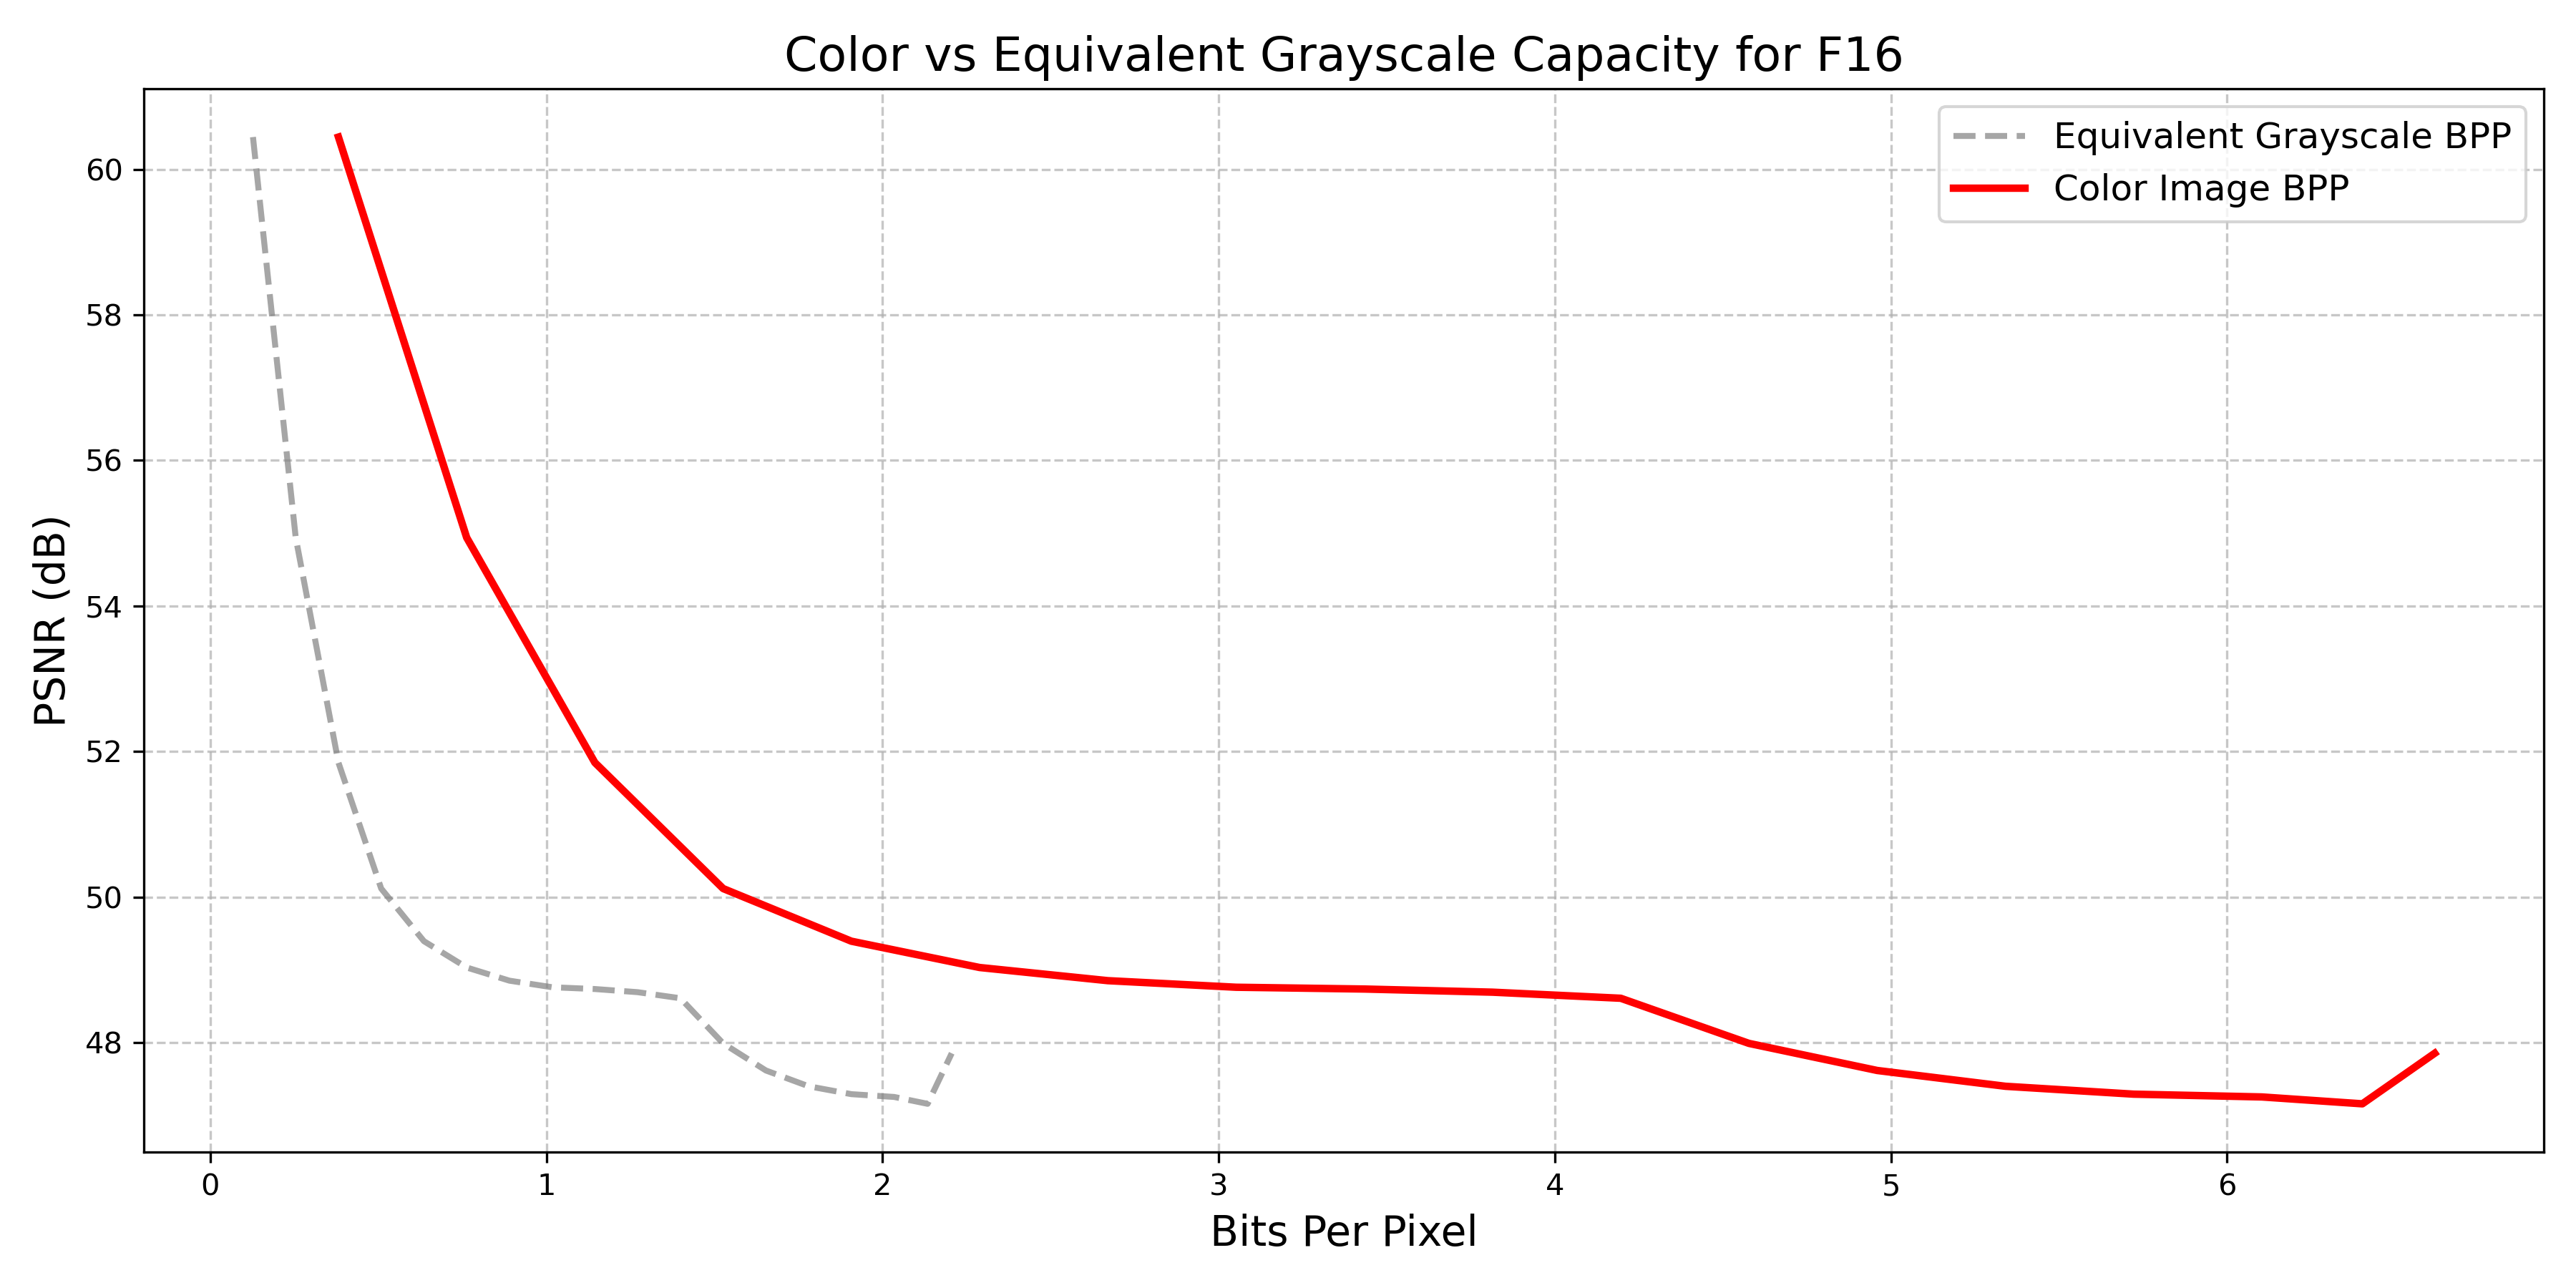 Color vs Equivalent Grayscale Capacity for F16
Equivalent Grayscale BPP
Color Image BPP
PSNR (dB)
60
58
56
54
52
50
48
0 1 2 3 4 5 6
Bits Per Pixel